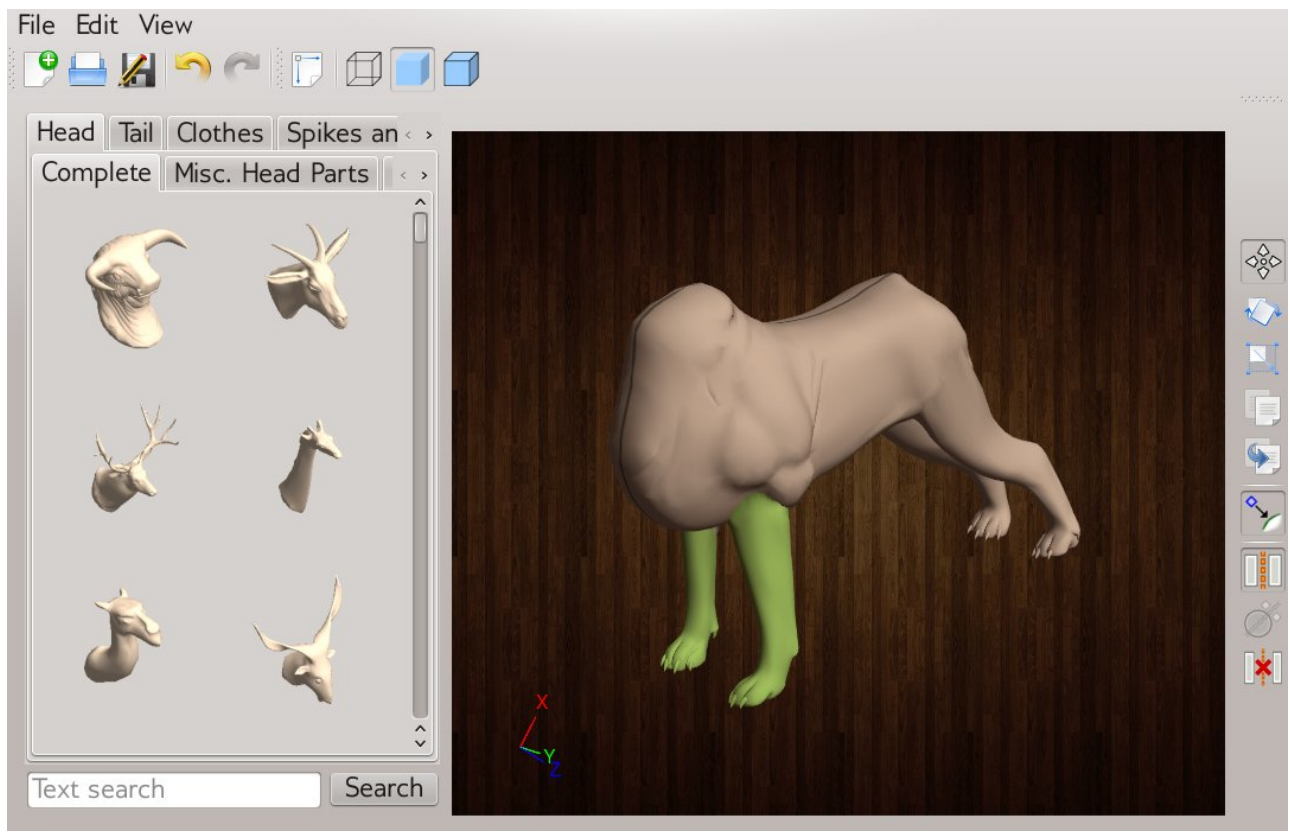 File Edit View
Head Tail Clothes Spikes an
Complete Misc. Head Parts
X
Y
Z
Text search Search